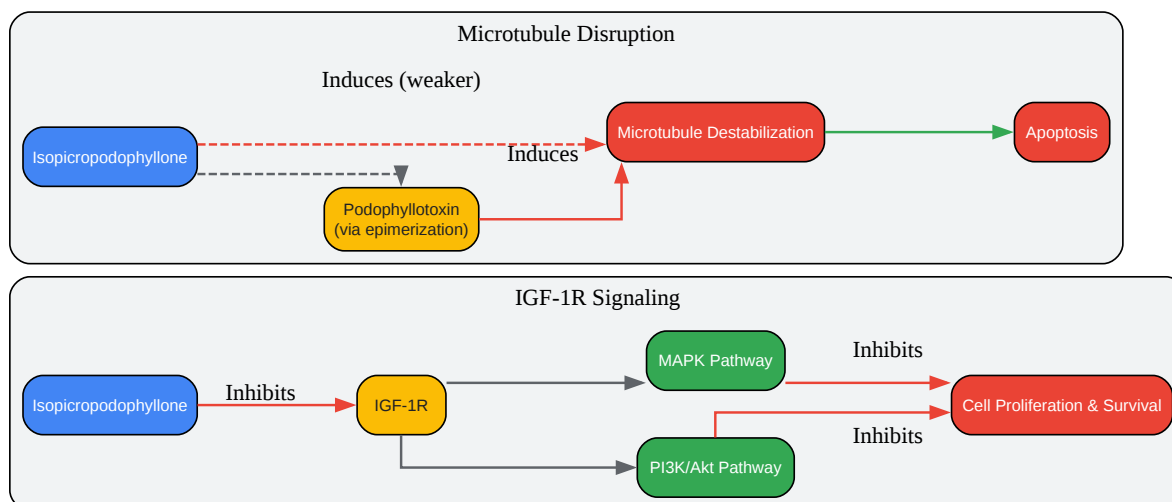 Microtubule Disruption
Induces (weaker)
Isopicropodophyllone
Microtubule Destabilization
Apoptosis
Induces
Podophyllotoxin
(via epimerization)
IGF-1R Signaling
Isopicropodophyllone
Inhibits
IGF-1R
MAPK Pathway
Inhibits
Cell Proliferation & Survival
PI3K/Akt Pathway
Inhibits